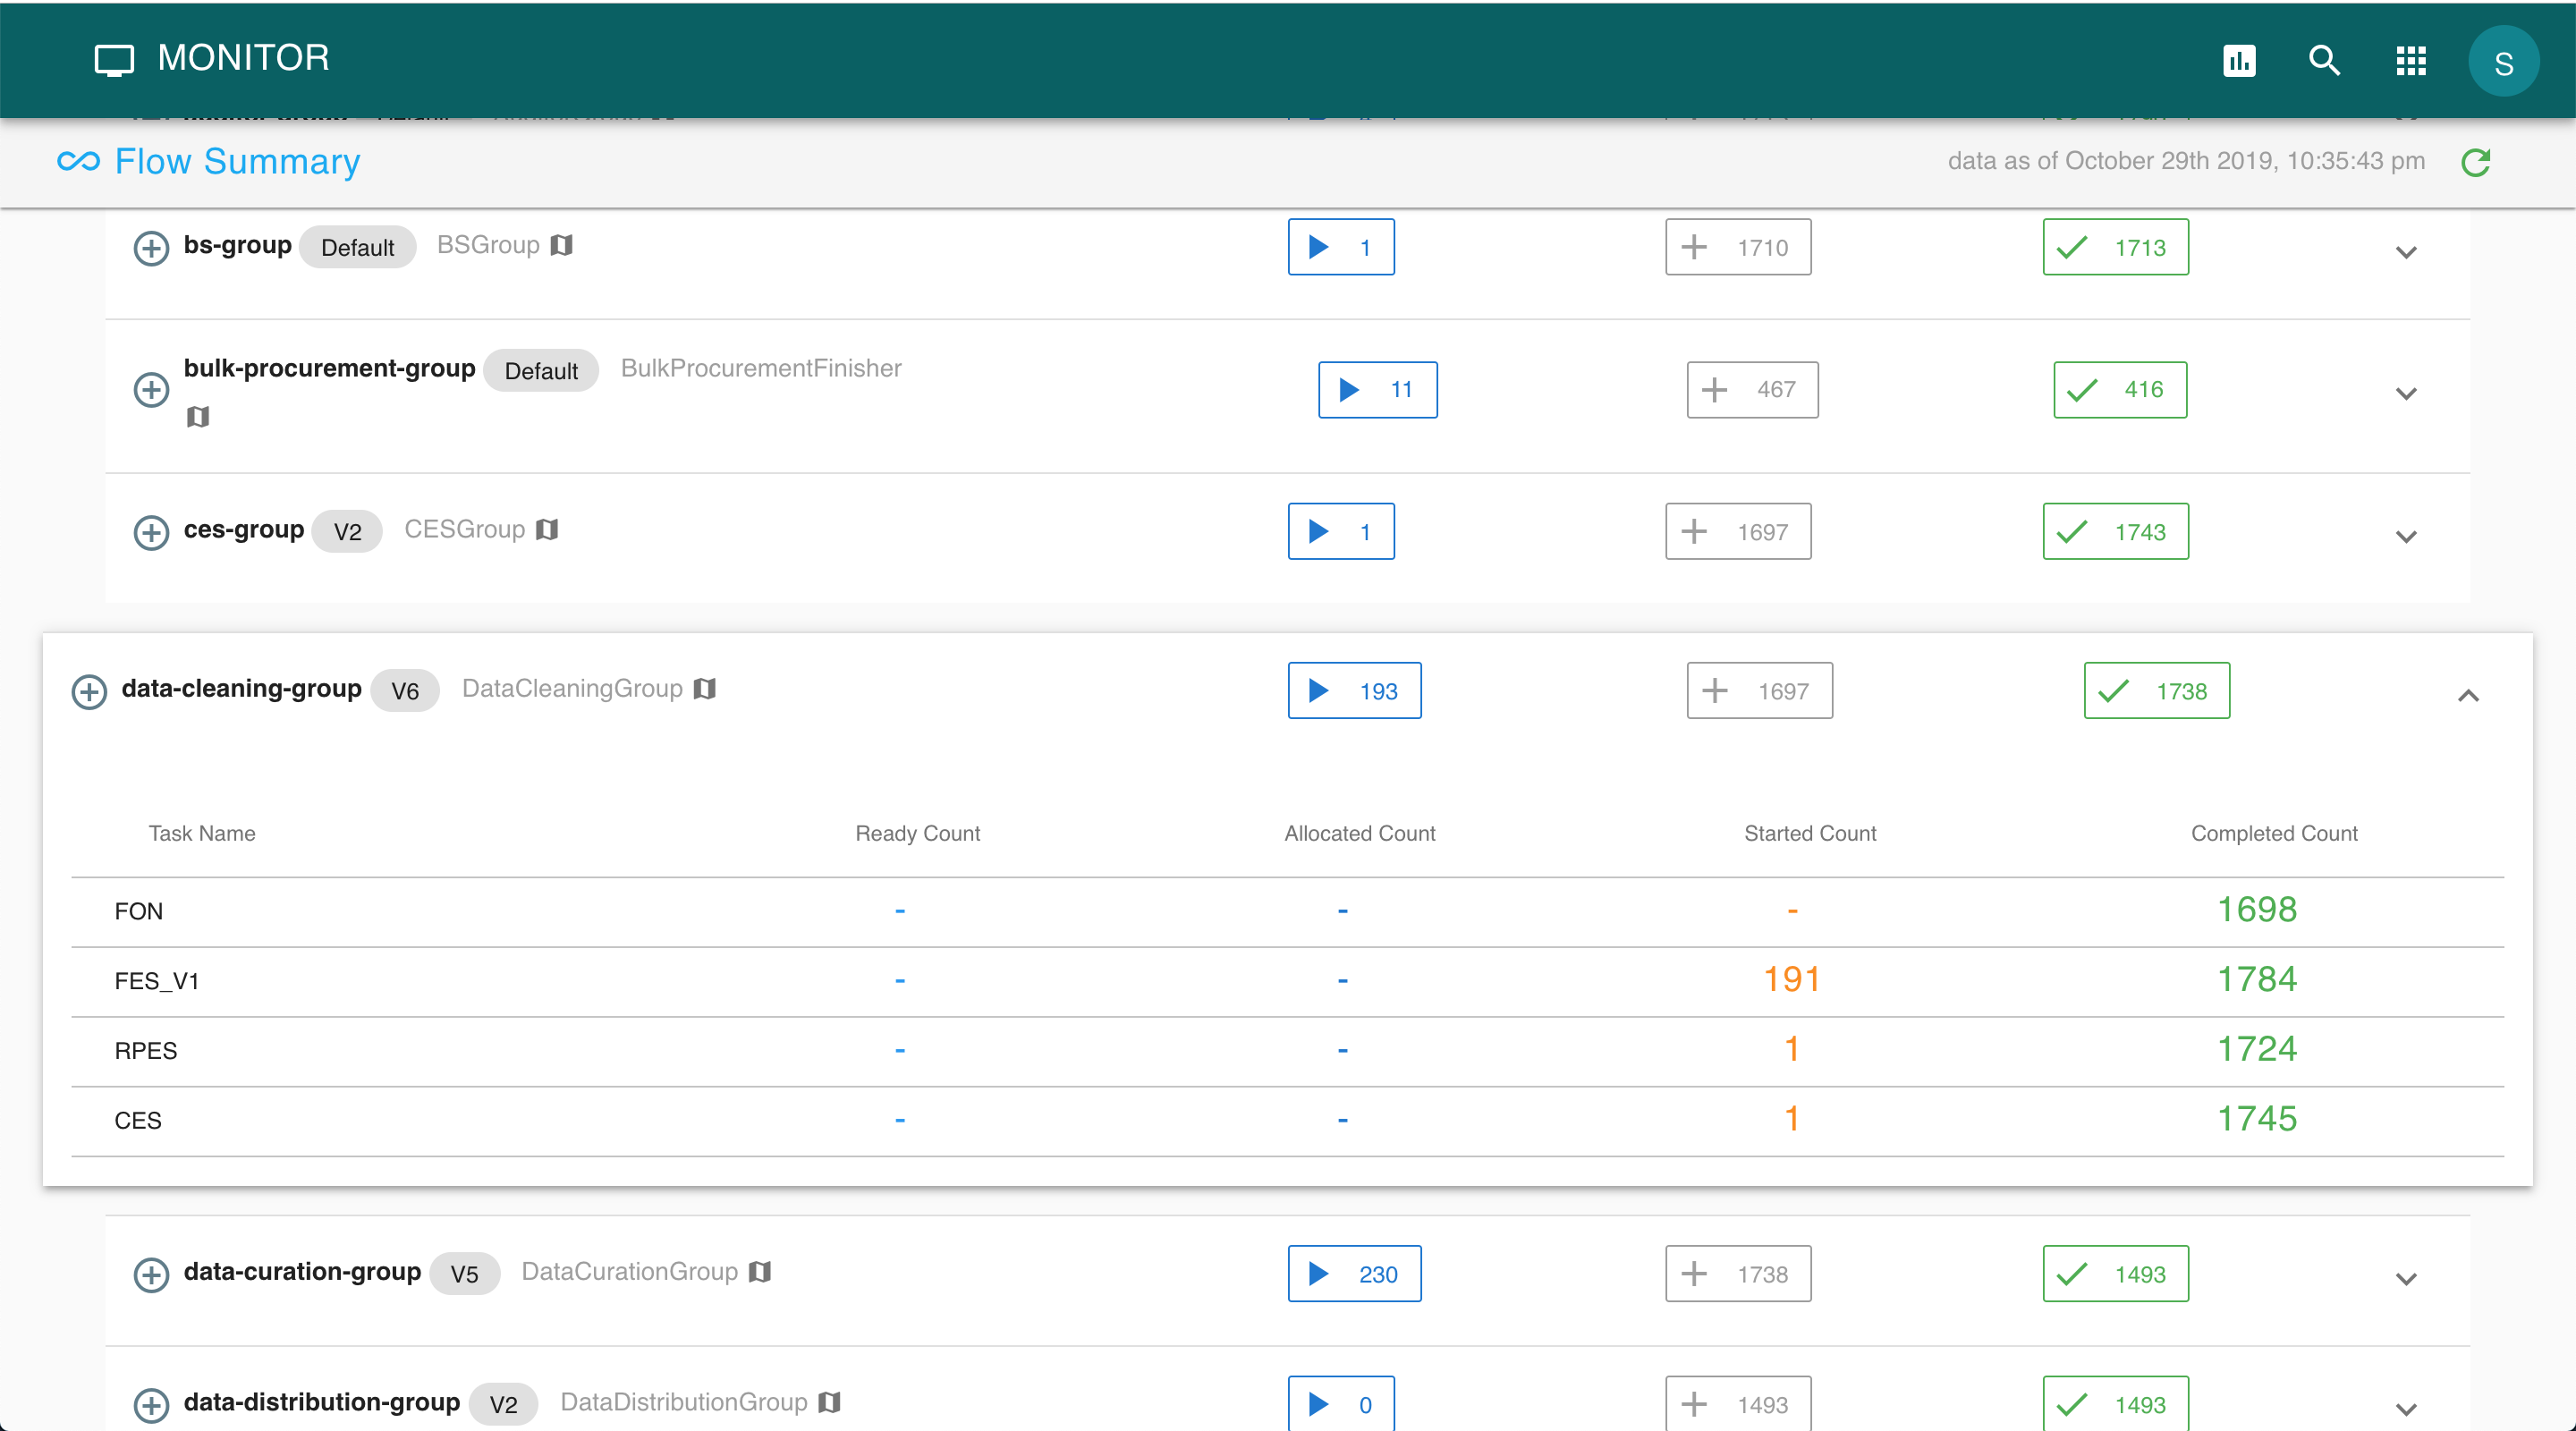 MONITOR
S
Flow Summary
data as of October 29th 2019, 10:35:43 pm
bs-group Default BSGroup 1 1710 1713
bulk-procurement-group Default BulkProcurementFinisher 11 467 416
ces-group V2 CESGroup 1 1697 1743
data-cleaning-group V6 DataCleaningGroup 193 1697 1738
Task Name Ready Count Allocated Count Started Count Completed Count
FON - - - 1698
FES_V1 - - 191 1784
RPES - - 1 1724
CES - - 1 1745
data-curation-group V5 DataCurationGroup 230 1738 1493
data-distribution-group V2 DataDistributionGroup 0 1493 1493